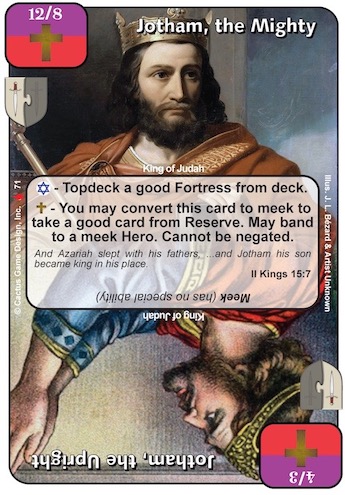 12/8
Jotham, the Mighty
King of Judah
✡ - Topdeck a good Fortress from deck.
✝ - You may convert this card to meek to
take a good card from Reserve. May band
to a meek Hero. Cannot be negated.
And Azariah slept with his fathers, ...and Jotham his son
became king in his place.
II Kings 15:7
© Cactus Game Design, Inc. 71
Illus. J. L. Bézard & Artist Unknown
Meek (has no special ability)
King of Judah
Jotham, the Upright
4/3